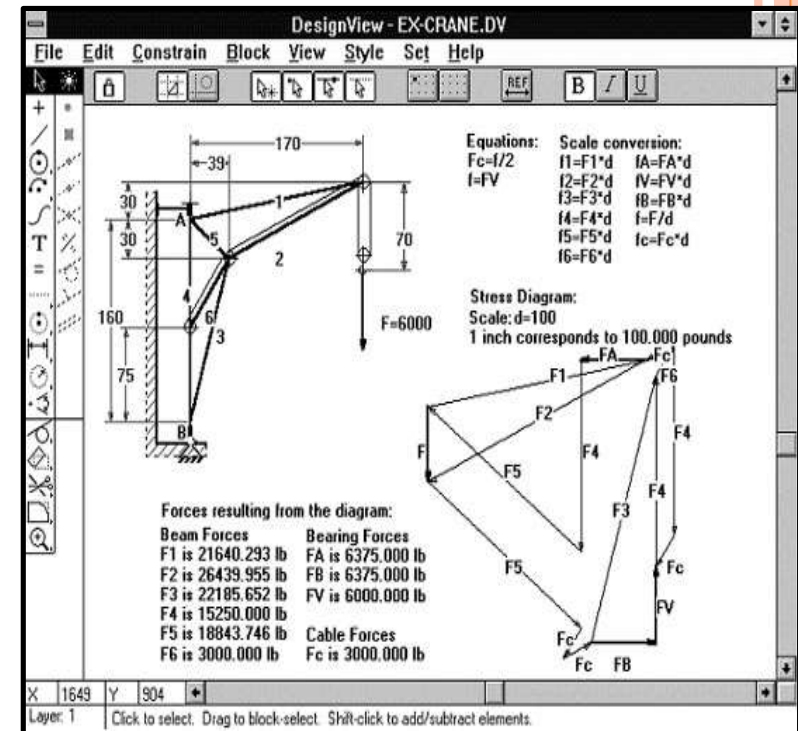 DesignView - EX-CRANE.DV
File Edit Constrain Block View Style Set Help
REF B I U
170
39
30
30
160
75
70
A
B
1
2
3
4
5
6
F=6000
T
=
Equations:
Fc=f/2
f=FV
Scale conversion:
f1=F1*d fA=FA*d
f2=F2*d fV=FV*d
f3=F3*d fB=FB*d
f4=F4*d f=F/d
f5=F5*d fc=Fc*d
f6=F6*d
Stress Diagram:
Scale: d=100
1 inch corresponds to 100.000 pounds
FA
Fc
F1
F6
F2
F4
F
F4
F5
F4
F3
F5
Fc
FV
Fc
Fc FB
Forces resulting from the diagram:
Beam Forces
F1 is 21640.293 lb
F2 is 26439.955 lb
F3 is 22185.652 lb
F4 is 15250.000 lb
F5 is 18843.746 lb
F6 is 3000.000 lb
Bearing Forces
FA is 6375.000 lb
FB is 6375.000 lb
FV is 6000.000 lb
Cable Forces
Fc is 3000.000 lb
X 1649 Y 904
Layer: 1 Click to select. Drag to block-select. Shift-click to add/subtract elements.